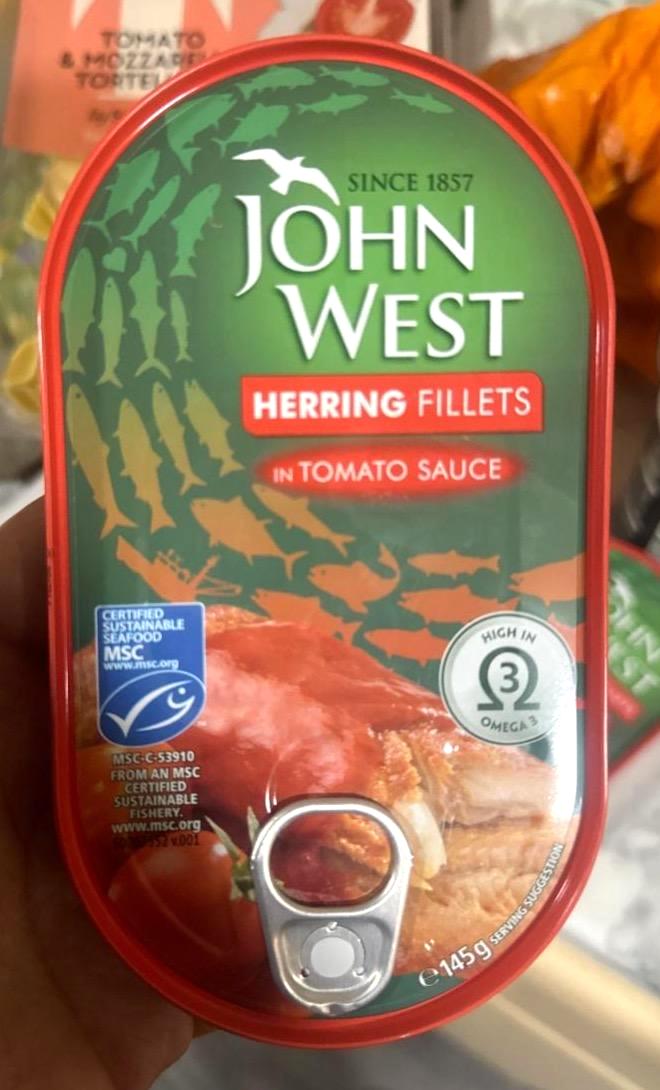 TOMATO
& MOZZAREL
TORTEL
SINCE 1857
JOHN
WEST
HERRING FILLETS
IN TOMATO SAUCE
CERTIFIED
SUSTAINABLE
SEAFOOD
MSC
www.msc.org
HIGH IN
Ω
3
OMEGA 3
MSC-C-53910
FROM AN MSC
CERTIFIED
SUSTAINABLE
FISHERY.
www.msc.org
e 145g SERVING SUGGESTION